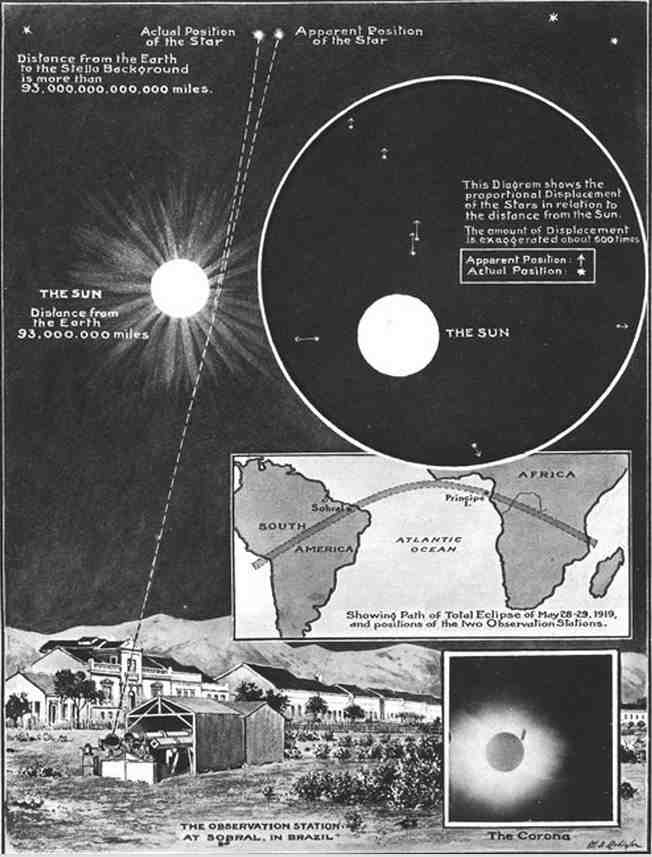 Actual Position
of the Star
Apparent Position
of the Star
Distance from the Earth
to the Stella Background
is more than
93,000,000,000,000 miles.
This Diagram shows the
proportional Displacement
of the Stars in relation to
the distance from the Sun.
The amount of Displacement
is exaggerated about 600 times
Apparent Position: ↑
Actual Position: *
THE SUN
Distance from
the Earth
93,000,000 miles
THE SUN
AFRICA
Sobral
Principe
I.
SOUTH
AMERICA
ATLANTIC
OCEAN
Showing Path of Total Eclipse of May 28-29, 1919,
and positions of the two Observation Stations.
THE OBSERVATION STATION
AT SOBRAL, IN BRAZIL
The Corona